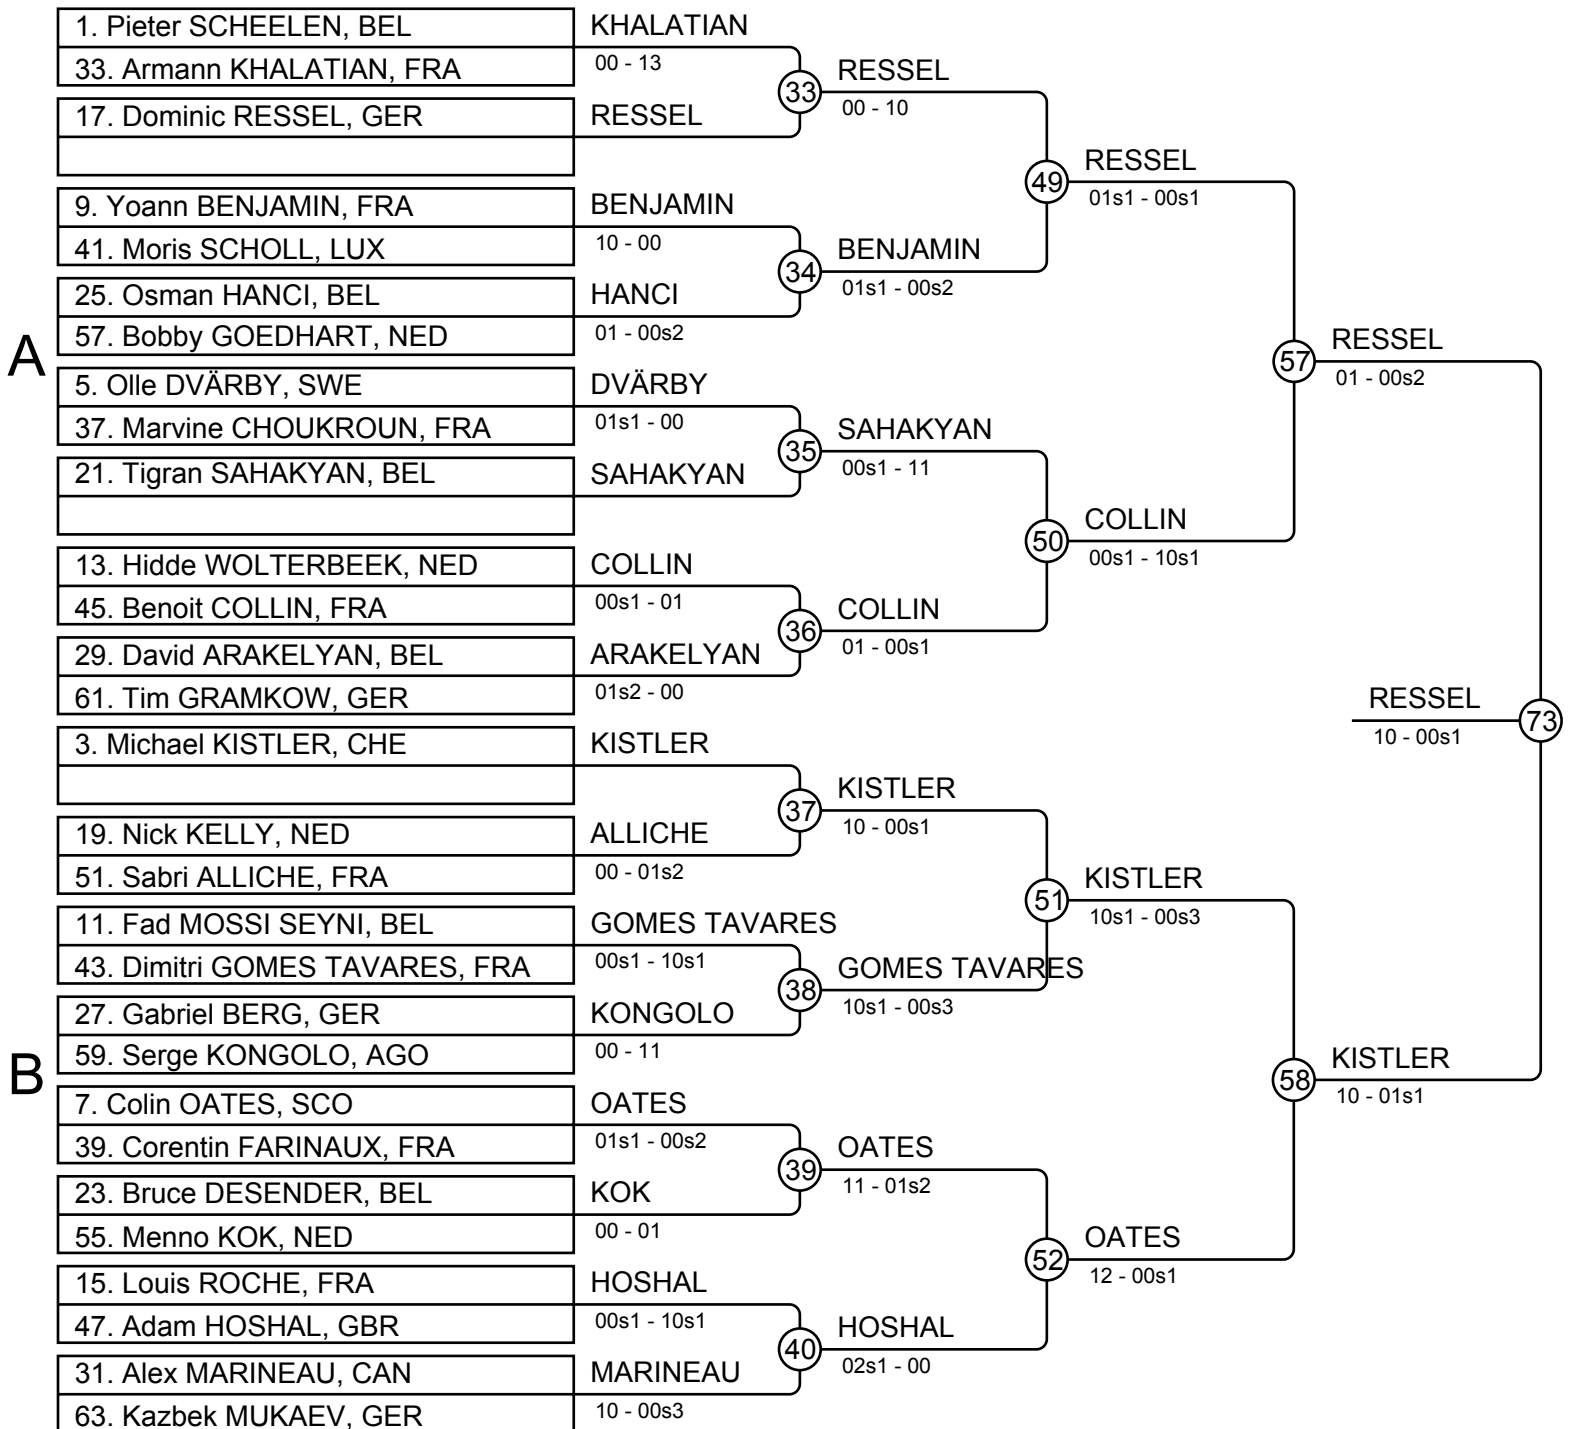 1. Pieter SCHEELEN, BEL
33. Armann KHALATIAN, FRA
17. Dominic RESSEL, GER
9. Yoann BENJAMIN, FRA
41. Moris SCHOLL, LUX
25. Osman HANCI, BEL
57. Bobby GOEDHART, NED
A
5. Olle DVÄRBY, SWE
37. Marvine CHOUKROUN, FRA
21. Tigran SAHAKYAN, BEL
13. Hidde WOLTERBEEK, NED
45. Benoit COLLIN, FRA
29. David ARAKELYAN, BEL
61. Tim GRAMKOW, GER
3. Michael KISTLER, CHE
19. Nick KELLY, NED
51. Sabri ALLICHE, FRA
11. Fad MOSSI SEYNI, BEL
43. Dimitri GOMES TAVARES, FRA
27. Gabriel BERG, GER
59. Serge KONGOLO, AGO
B
7. Colin OATES, SCO
39. Corentin FARINAUX, FRA
23. Bruce DESENDER, BEL
55. Menno KOK, NED
15. Louis ROCHE, FRA
47. Adam HOSHAL, GBR
31. Alex MARINEAU, CAN
63. Kazbek MUKAEV, GER
KHALATIAN
00 - 13
RESSEL
BENJAMIN
10 - 00
HANCI
01 - 00s2
DVÄRBY
01s1 - 00
SAHAKYAN
COLLIN
00s1 - 01
ARAKELYAN
01s2 - 00
KISTLER
ALLICHE
00 - 01s2
GOMES TAVARES
00s1 - 10s1
KONGOLO
00 - 11
OATES
01s1 - 00s2
KOK
00 - 01
HOSHAL
00s1 - 10s1
MARINEAU
10 - 00s3
33
RESSEL
00 - 10
34
BENJAMIN
01s1 - 00s2
35
SAHAKYAN
00s1 - 11
36
COLLIN
01 - 00s1
37
KISTLER
10 - 00s1
38
GOMES TAVARES
10s1 - 00s3
39
OATES
11 - 01s2
40
HOSHAL
02s1 - 00
49
RESSEL
01s1 - 00s1
50
COLLIN
00s1 - 10s1
51
KISTLER
10s1 - 00s3
52
OATES
12 - 00s1
57
RESSEL
01 - 00s2
58
KISTLER
10 - 01s1
RESSEL
73
10 - 00s1